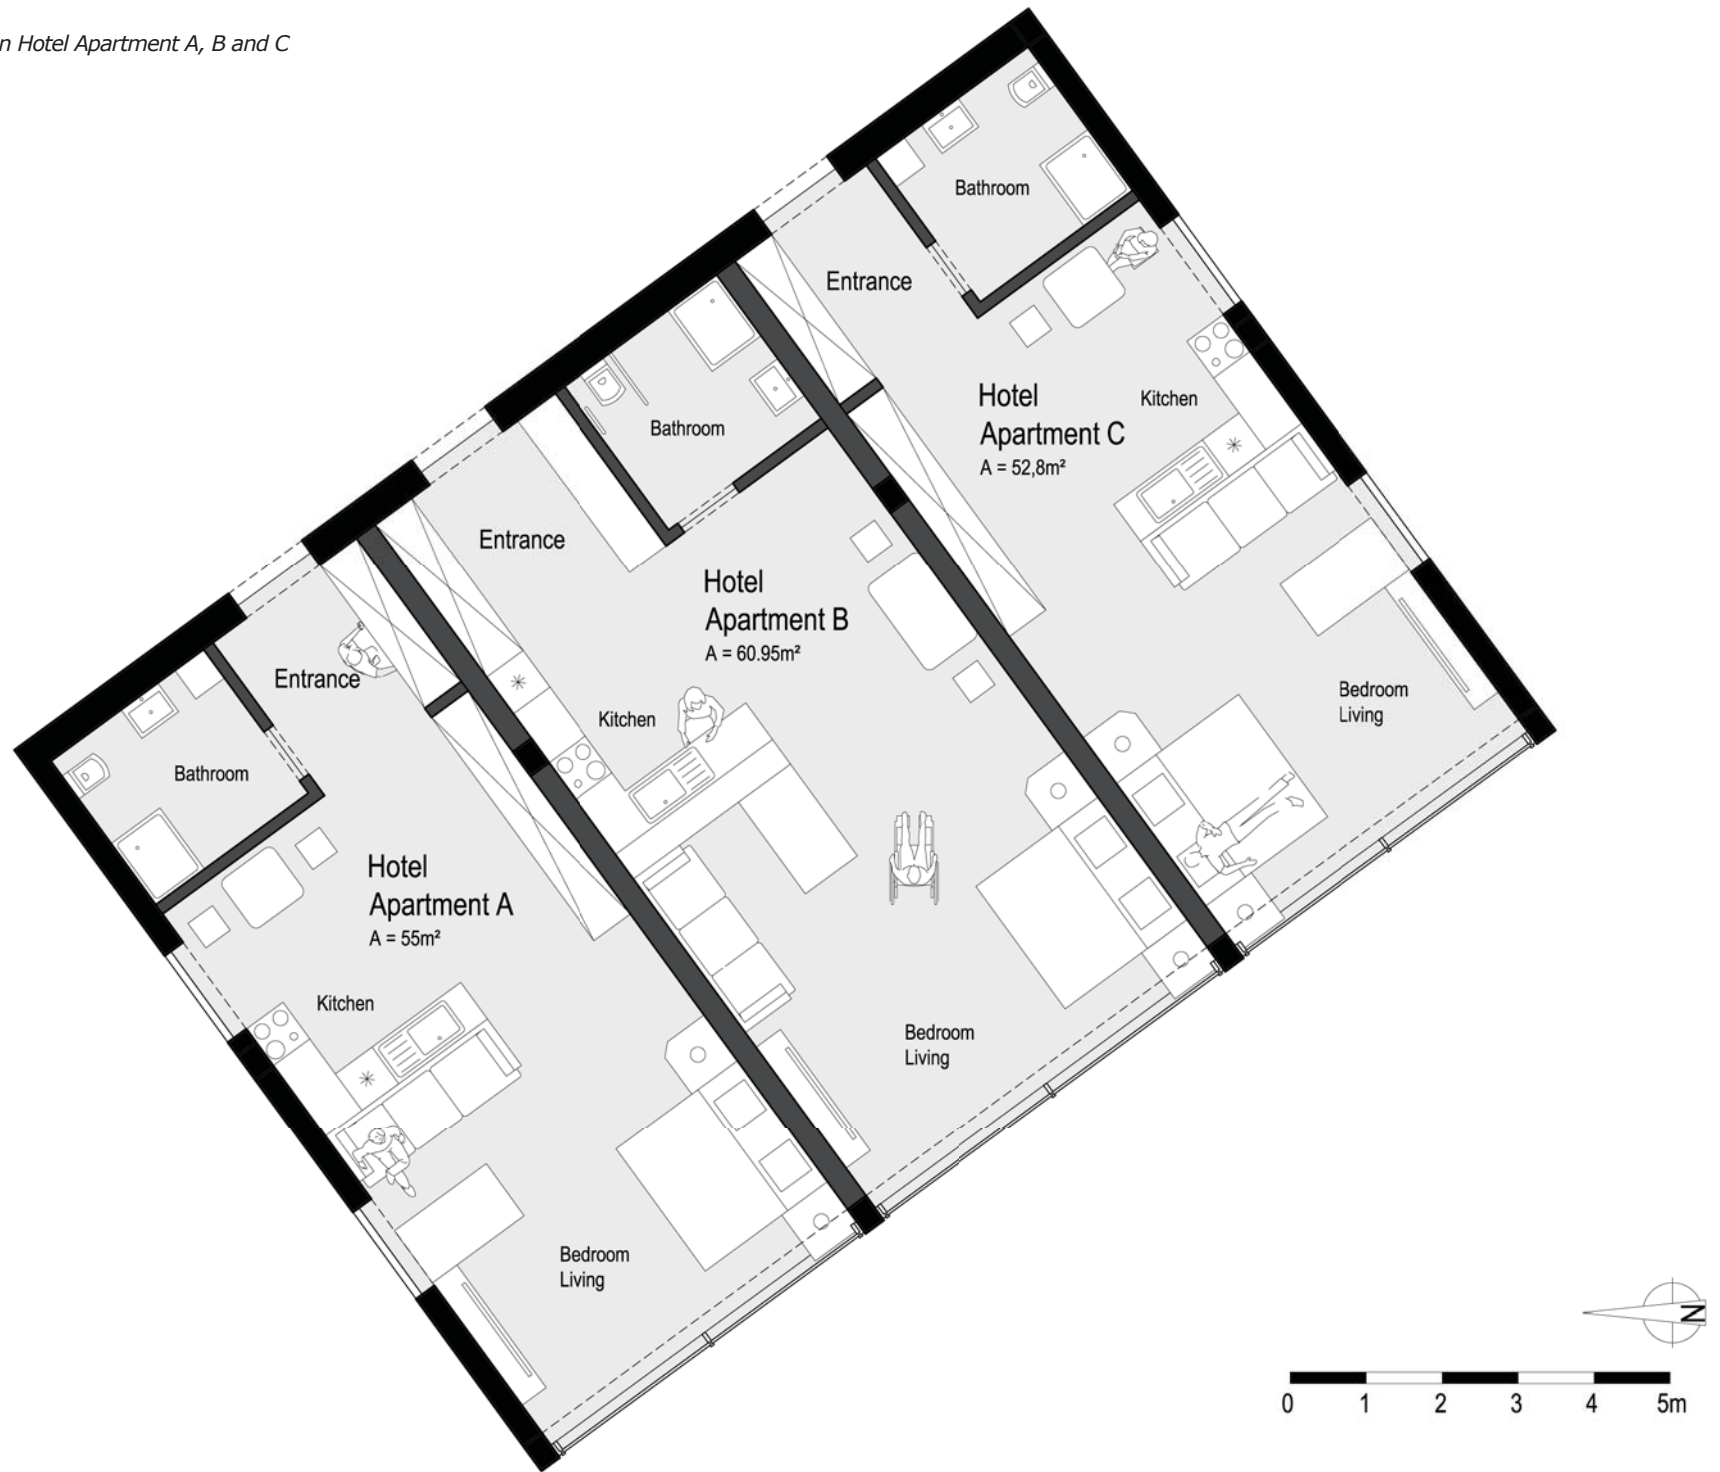 n Hotel Apartment A, B and C
Bathroom
Entrance
Hotel
Apartment C
A = 52,8m²
Kitchen
Bedroom
Living
Bathroom
Entrance
Hotel
Apartment B
A = 60.95m²
Kitchen
Bedroom
Living
Entrance
Bathroom
Hotel
Apartment A
A = 55m²
Kitchen
Bedroom
Living
N
0 1 2 3 4 5m